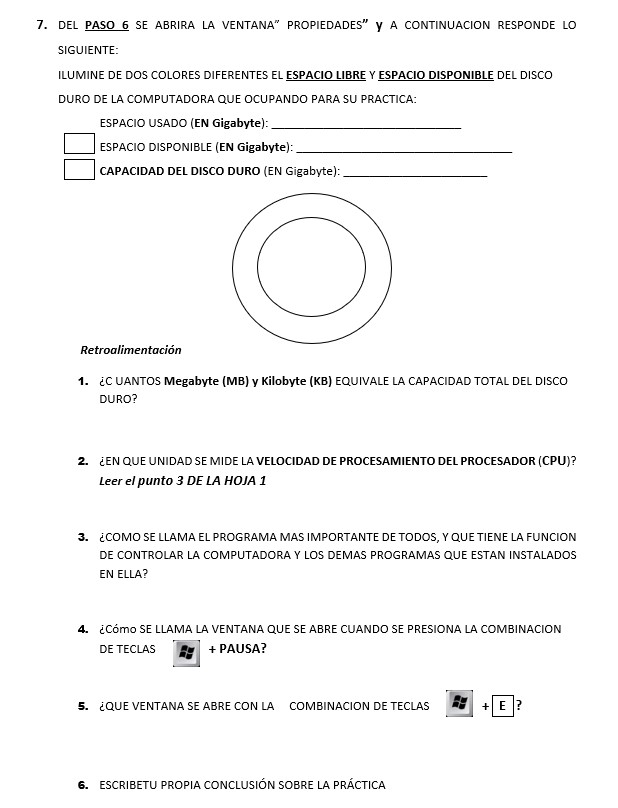 7. DEL PASO 6 SE ABRIRA LA VENTANA" PROPIEDADES" y A CONTINUACION RESPONDE LO
SIGUIENTE:
ILUMINE DE DOS COLORES DIFERENTES EL ESPACIO LIBRE Y ESPACIO DISPONIBLE DEL DISCO
DURO DE LA COMPUTADORA QUE OCUPANDO PARA SU PRACTICA:
ESPACIO USADO (EN Gigabyte): ______________________________
ESPACIO DISPONIBLE (EN Gigabyte): __________________________________
CAPACIDAD DEL DISCO DURO (EN Gigabyte): _______________________
Retroalimentación
1. ¿C UANTOS Megabyte (MB) y Kilobyte (KB) EQUIVALE LA CAPACIDAD TOTAL DEL DISCO
DURO?
2. ¿EN QUE UNIDAD SE MIDE LA VELOCIDAD DE PROCESAMIENTO DEL PROCESADOR (CPU)?
Leer el punto 3 DE LA HOJA 1
3. ¿COMO SE LLAMA EL PROGRAMA MAS IMPORTANTE DE TODOS, Y QUE TIENE LA FUNCION
DE CONTROLAR LA COMPUTADORA Y LOS DEMAS PROGRAMAS QUE ESTAN INSTALADOS
EN ELLA?
4. ¿Cómo SE LLAMA LA VENTANA QUE SE ABRE CUANDO SE PRESIONA LA COMBINACION
DE TECLAS + PAUSA?
5. ¿QUE VENTANA SE ABRE CON LA COMBINACION DE TECLAS + E ?
6. ESCRIBETU PROPIA CONCLUSIÓN SOBRE LA PRÁCTICA